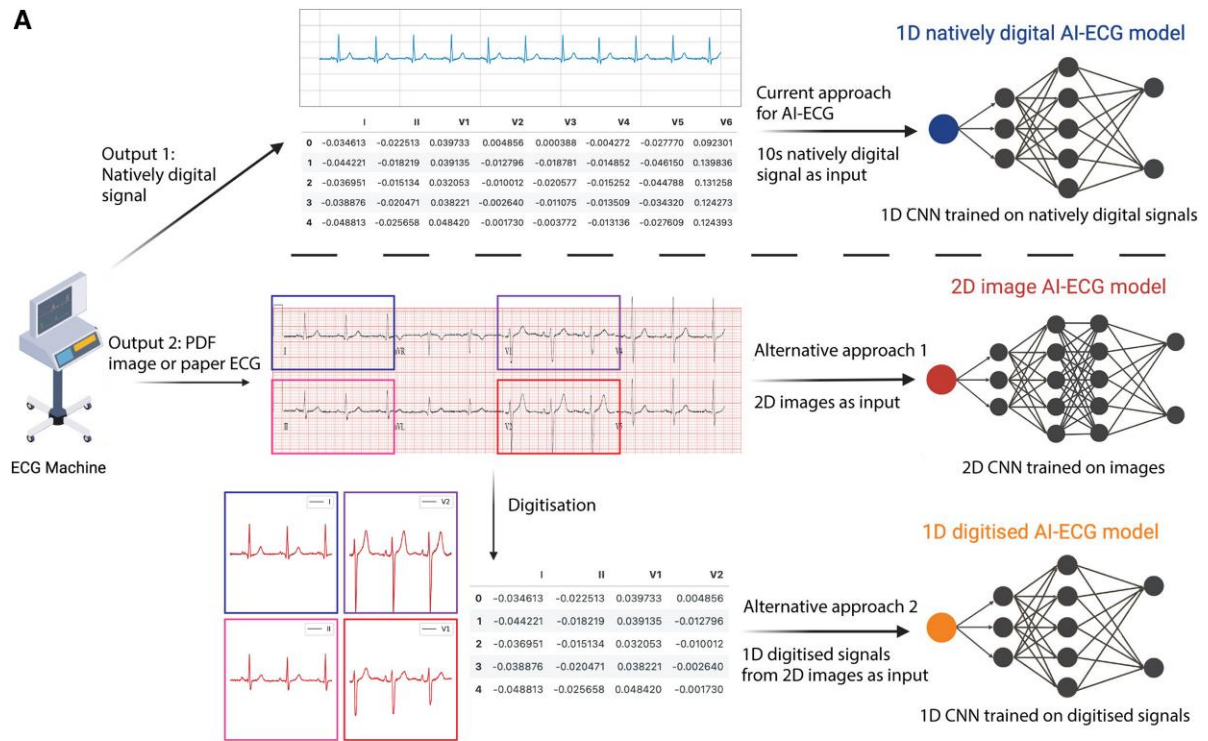 A
1D natively digital AI-ECG model
Output 1:
Natively digital
signal
I II V1 V2 V3 V4 V5 V6
0 -0.034613 -0.022513 0.039733 0.004856 0.000388 -0.004272 -0.027770 0.092301
1 -0.044221 -0.018219 0.039135 -0.012796 -0.018781 -0.014852 -0.046150 0.139836
2 -0.036951 -0.015134 0.032053 -0.010012 -0.020577 -0.015252 -0.044788 0.131258
3 -0.038876 -0.020471 0.038221 -0.002640 -0.011075 -0.013509 -0.034320 0.124273
4 -0.048813 -0.025658 0.048420 -0.001730 -0.003772 -0.013136 -0.027609 0.124393
Current approach
for AI-ECG
10s natively digital
signal as input
1D CNN trained on natively digital signals
ECG Machine
Output 2: PDF
image or paper ECG
I aVR V1 V4
II aVL V2 V5
2D image AI-ECG model
Alternative approach 1
2D images as input
2D CNN trained on images
Digitisation
I V2
II V1
I II V1 V2
0 -0.034613 -0.022513 0.039733 0.004856
1 -0.044221 -0.018219 0.039135 -0.012796
2 -0.036951 -0.015134 0.032053 -0.010012
3 -0.038876 -0.020471 0.038221 -0.002640
4 -0.048813 -0.025658 0.048420 -0.001730
1D digitised AI-ECG model
Alternative approach 2
1D digitised signals
from 2D images as input
1D CNN trained on digitised signals